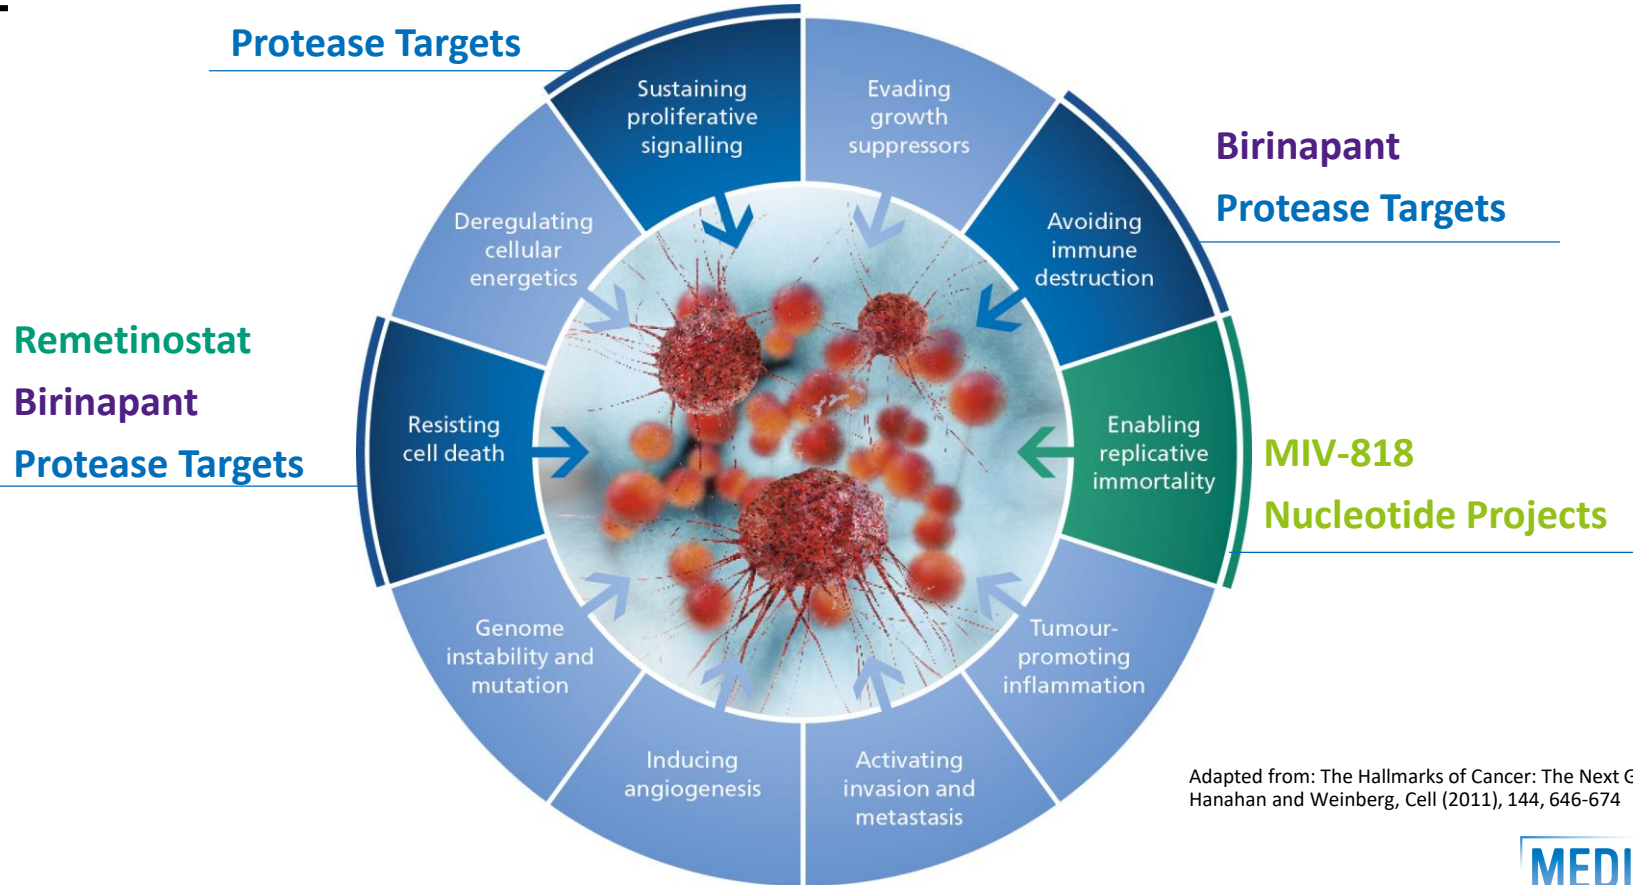 Protease Targets
Sustaining
proliferative
signalling
Evading
growth
suppressors
Birinapant
Protease Targets
Deregulating
cellular
energetics
Avoiding
immune
destruction
Remetinostat
Birinapant
Protease Targets
Resisting
cell death
Enabling
replicative
immortality
MIV-818
Nucleotide Projects
Genome
instability and
mutation
Tumour-
promoting
inflammation
Inducing
angiogenesis
Activating
invasion and
metastasis
Adapted from: The Hallmarks of Cancer: The Next G
Hanahan and Weinberg, Cell (2011), 144, 646-674
MEDI